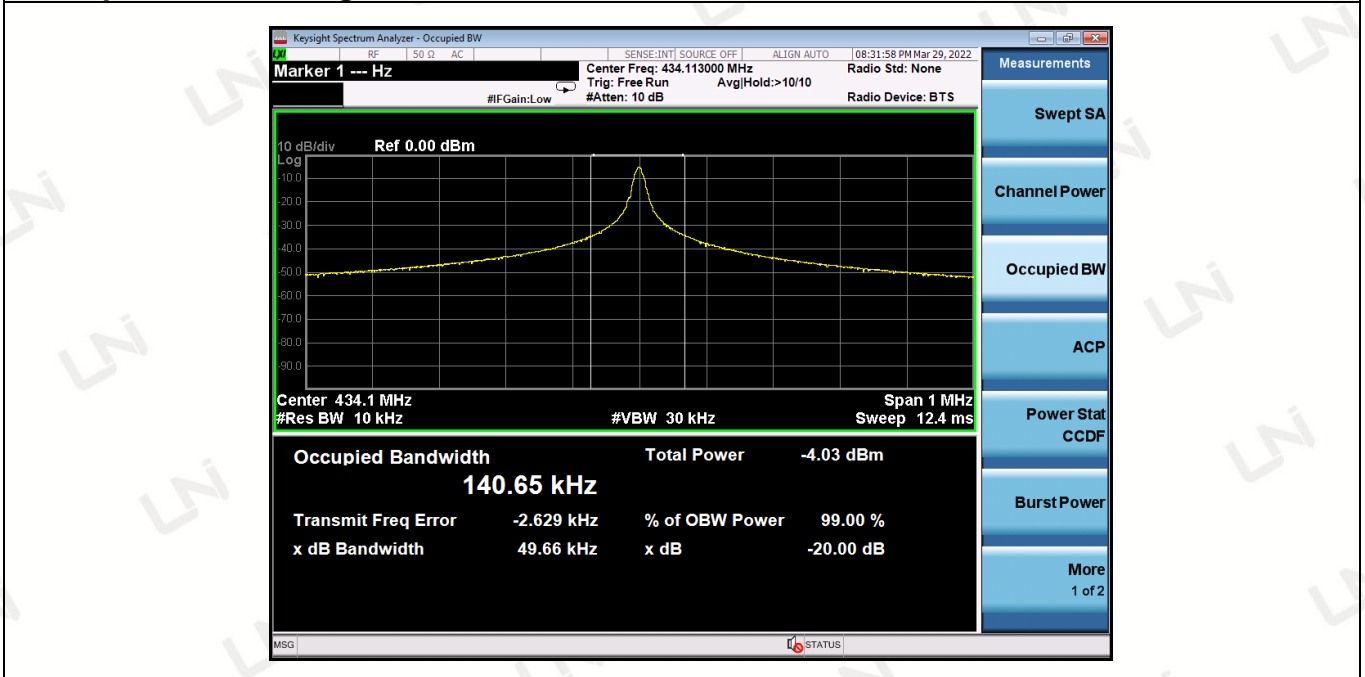 Keysight Spectrum Analyzer - Occupied BW
LXI RF 50 Ω AC SENSE:INT SOURCE OFF ALIGN AUTO 08:31:58 PM Mar 29, 2022
Marker 1 --- Hz
Center Freq: 434.113000 MHz
Radio Std: None
Trig: Free Run
Avg|Hold:>10/10
#IFGain:Low
#Atten: 10 dB
Radio Device: BTS
10 dB/div
Ref 0.00 dBm
Log
-10.0
-20.0
-30.0
-40.0
-50.0
-60.0
-70.0
-80.0
-90.0
Center 434.1 MHz
Span 1 MHz
#Res BW 10 kHz
#VBW 30 kHz
Sweep 12.4 ms
Occupied Bandwidth
140.65 kHz
Total Power -4.03 dBm
Transmit Freq Error -2.629 kHz
% of OBW Power 99.00 %
x dB Bandwidth 49.66 kHz
x dB -20.00 dB
MSG
STATUS
Measurements
Swept SA
Channel Power
Occupied BW
ACP
Power Stat
CCDF
Burst Power
More
1 of 2
LNi
LNi
LNi
LNi
LNi
LNi